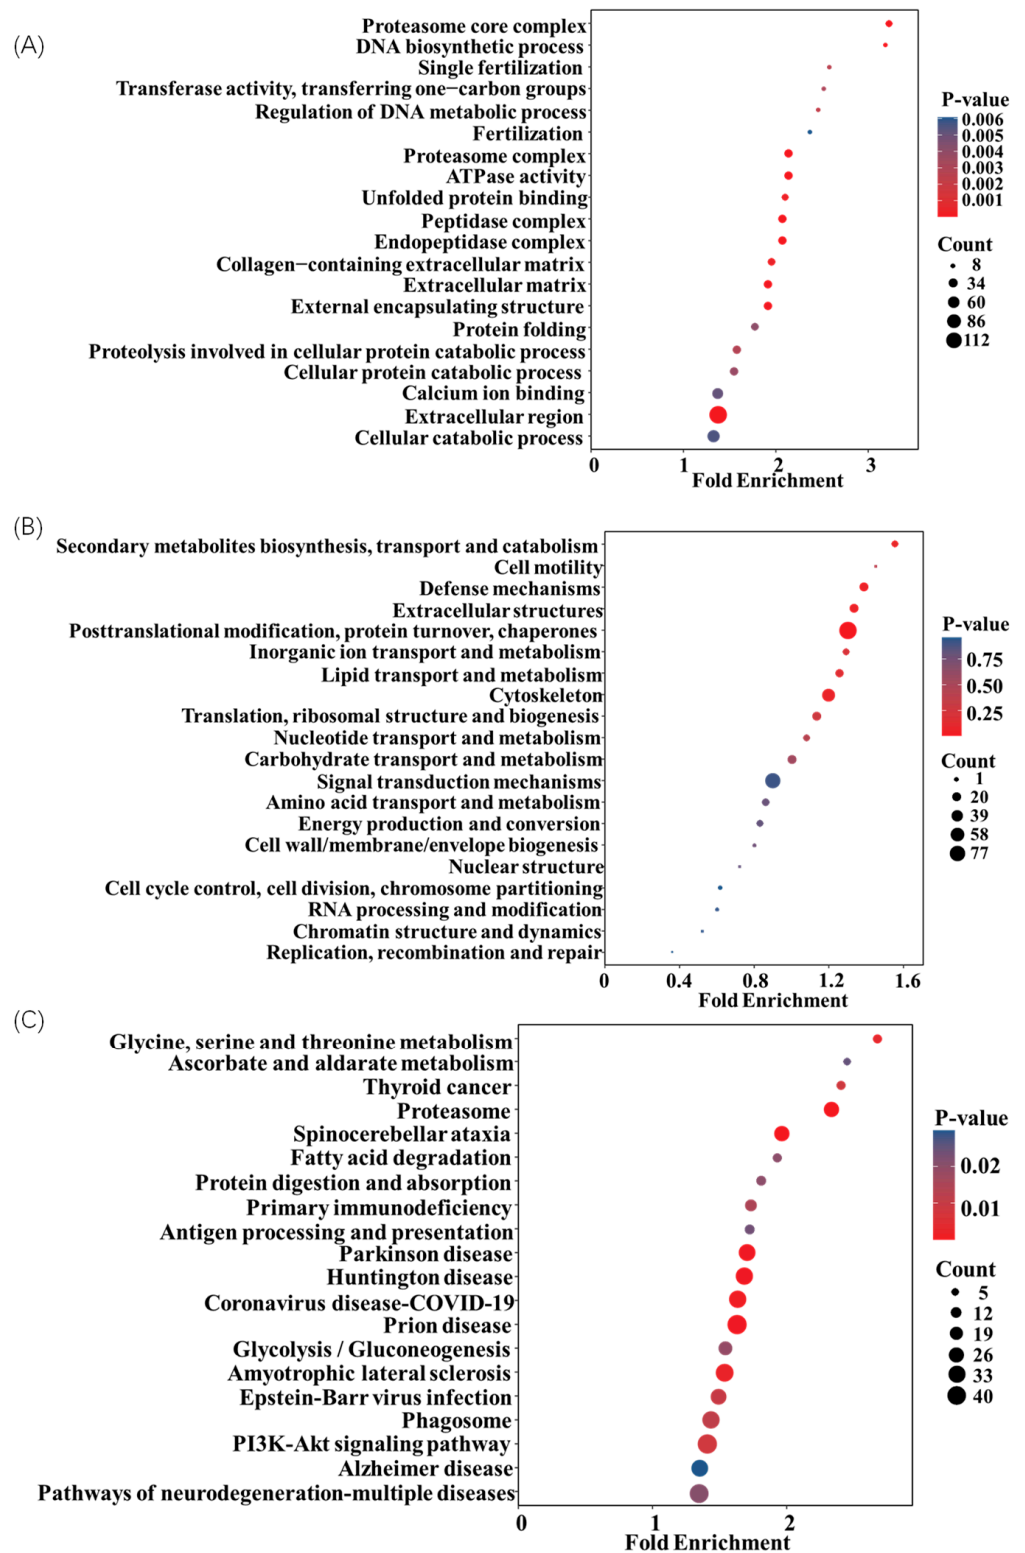 (A)
Proteasome core complex
DNA biosynthetic process
Single fertilization
Transferase activity, transferring one−carbon groups
Regulation of DNA metabolic process
Fertilization
Proteasome complex
ATPase activity
Unfolded protein binding
Peptidase complex
Endopeptidase complex
Collagen−containing extracellular matrix
Extracellular matrix
External encapsulating structure
Protein folding
Proteolysis involved in cellular protein catabolic process
Cellular protein catabolic process
Calcium ion binding
Extracellular region
Cellular catabolic process
0 1 2 3
Fold Enrichment
P-value
0.006
0.005
0.004
0.003
0.002
0.001
Count
8
34
60
86
112
(B)
Secondary metabolites biosynthesis, transport and catabolism
Cell motility
Defense mechanisms
Extracellular structures
Posttranslational modification, protein turnover, chaperones
Inorganic ion transport and metabolism
Lipid transport and metabolism
Cytoskeleton
Translation, ribosomal structure and biogenesis
Nucleotide transport and metabolism
Carbohydrate transport and metabolism
Signal transduction mechanisms
Amino acid transport and metabolism
Energy production and conversion
Cell wall/membrane/envelope biogenesis
Nuclear structure
Cell cycle control, cell division, chromosome partitioning
RNA processing and modification
Chromatin structure and dynamics
Replication, recombination and repair
0 0.4 0.8 1.2 1.6
Fold Enrichment
P-value
0.75
0.50
0.25
Count
1
20
39
58
77
(C)
Glycine, serine and threonine metabolism
Ascorbate and aldarate metabolism
Thyroid cancer
Proteasome
Spinocerebellar ataxia
Fatty acid degradation
Protein digestion and absorption
Primary immunodeficiency
Antigen processing and presentation
Parkinson disease
Huntington disease
Coronavirus disease-COVID-19
Prion disease
Glycolysis / Gluconeogenesis
Amyotrophic lateral sclerosis
Epstein-Barr virus infection
Phagosome
PI3K-Akt signaling pathway
Alzheimer disease
Pathways of neurodegeneration-multiple diseases
0 1 2
Fold Enrichment
P-value
0.02
0.01
Count
5
12
19
26
33
40